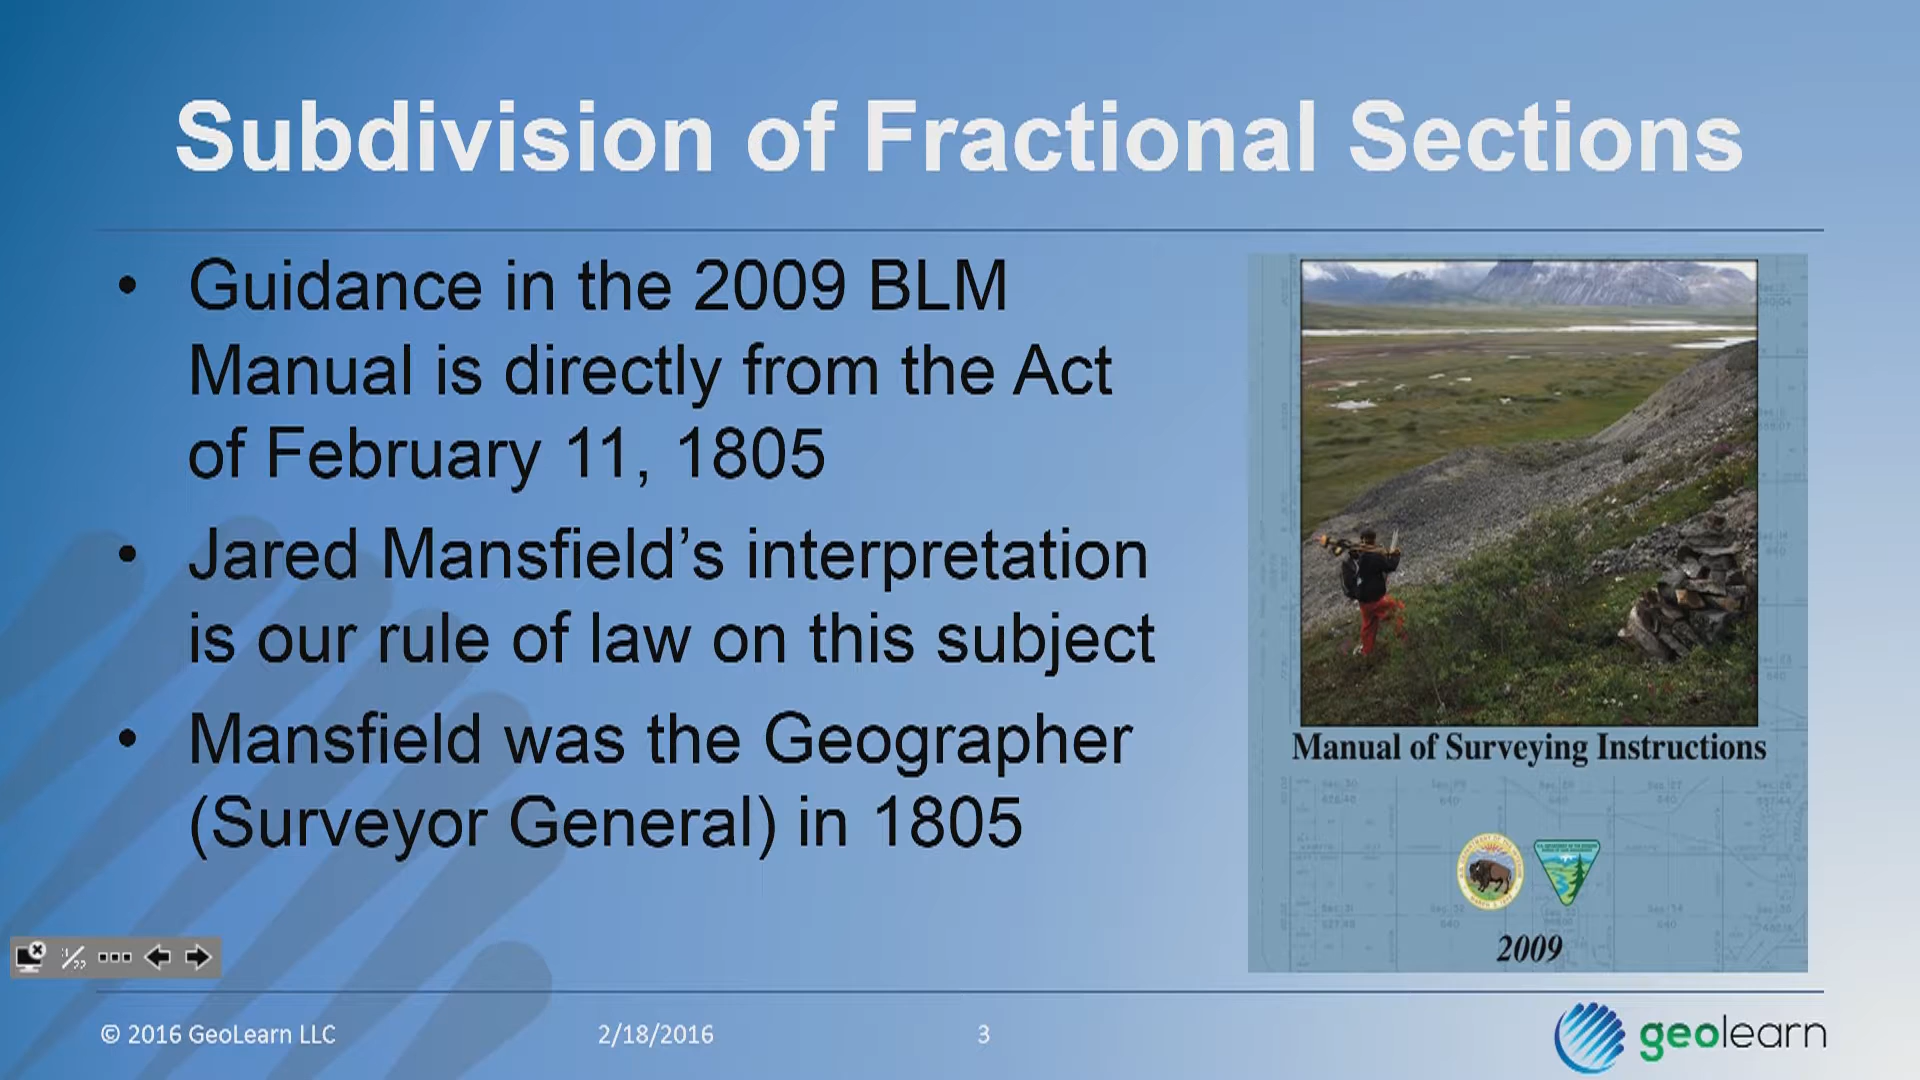 Subdivision of Fractional Sections
• Guidance in the 2009 BLM
Manual is directly from the Act
of February 11, 1805
• Jared Mansfield’s interpretation
is our rule of law on this subject
• Mansfield was the Geographer
(Surveyor General) in 1805
Manual of Surveying Instructions
2009
© 2016 GeoLearn LLC
2/18/2016
3
geolearn